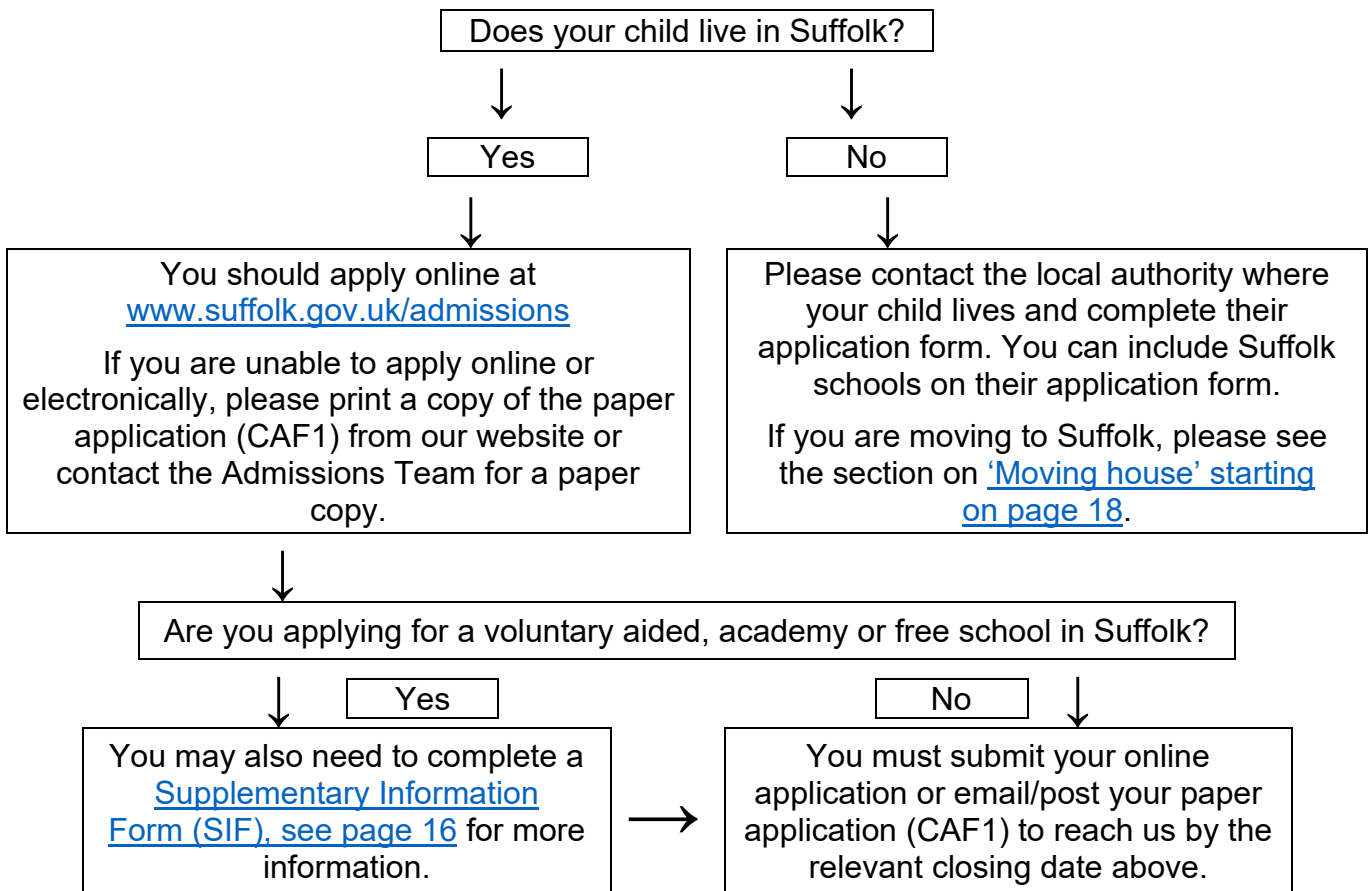 Does your child live in Suffolk?
Yes
No
You should apply online at
www.suffolk.gov.uk/admissions
If you are unable to apply online or
electronically, please print a copy of the paper
application (CAF1) from our website or
contact the Admissions Team for a paper
copy.
Please contact the local authority where
your child lives and complete their
application form. You can include Suffolk
schools on their application form.
If you are moving to Suffolk, please see
the section on ‘Moving house’ starting
on page 18.
Are you applying for a voluntary aided, academy or free school in Suffolk?
Yes
No
You may also need to complete a
Supplementary Information
Form (SIF), see page 16 for more
information.
You must submit your online
application or email/post your paper
application (CAF1) to reach us by the
relevant closing date above.